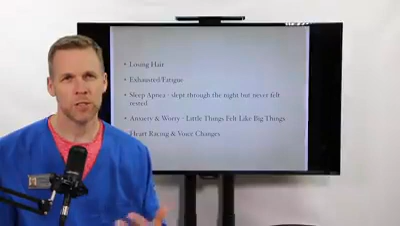 • Losing Hair
• Exhausted/Fatigue
• Sleep Apnea - slept through the night but never felt
rested
• Anxiety & Worry - Little Things Felt Like Big Things
• Heart Racing & Voice Changes